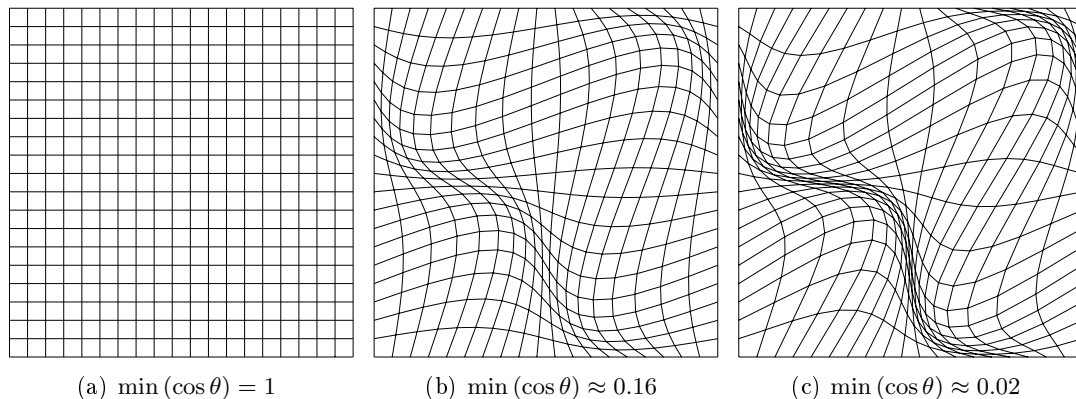 (a) min (cos θ) = 1
(b) min (cos θ) ≈ 0.16
(c) min (cos θ) ≈ 0.02